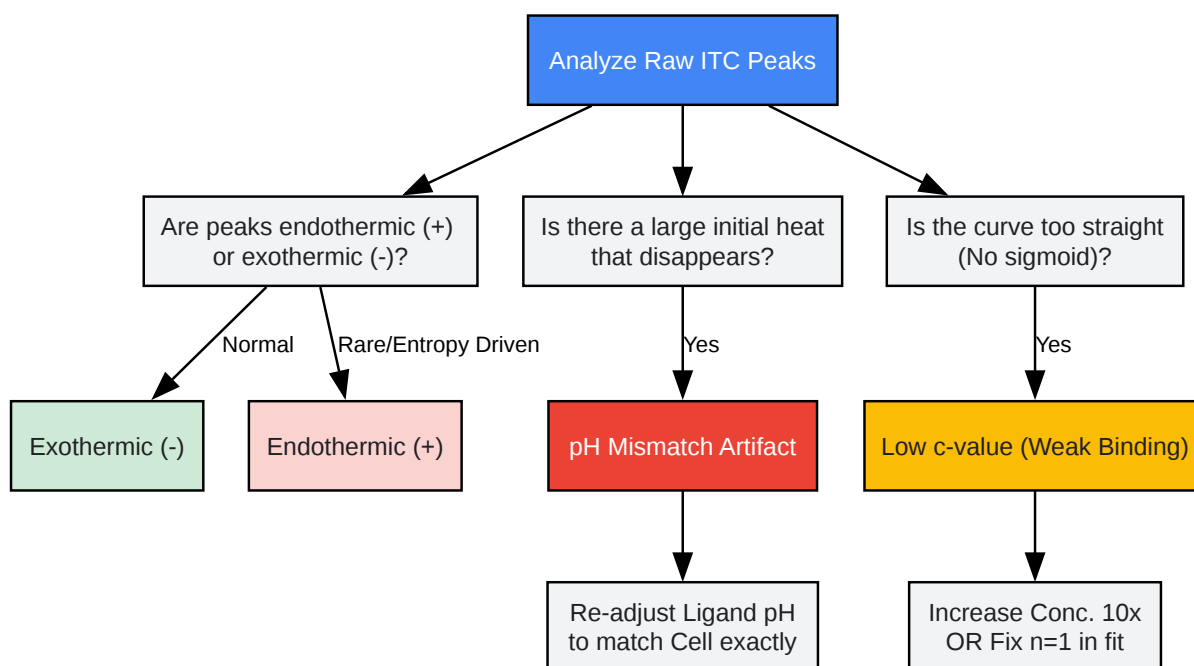 Analyze Raw ITC Peaks
Are peaks endothermic (+)
or exothermic (-)?
Is there a large initial heat
that disappears?
Is the curve too straight
(No sigmoid)?
Normal
Rare/Entropy Driven
Yes
Yes
Exothermic (-)
Endothermic (+)
pH Mismatch Artifact
Low c-value (Weak Binding)
Re-adjust Ligand pH
to match Cell exactly
Increase Conc. 10x
OR Fix n=1 in fit